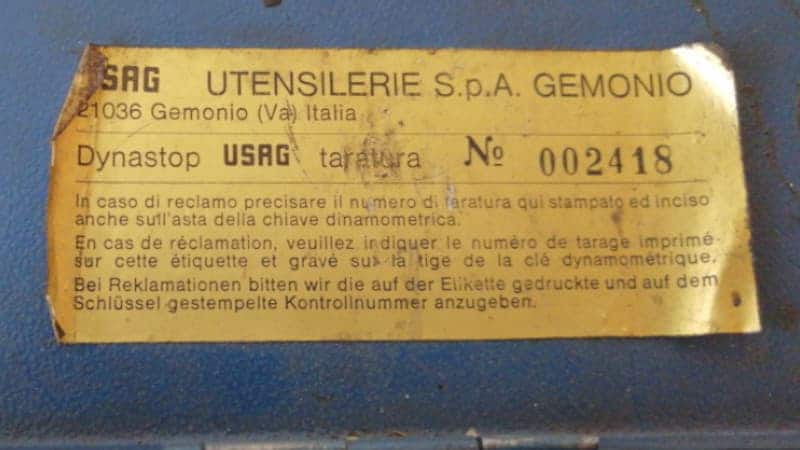 USAG UTENSILERIE S.p.A. GEMONIO
21036 Gemonio (Va) Italia
Dynastop USAG taratura No 002418
In caso di reclamo precisare il numero di taratura qui stampato ed inciso
anche sull'asta della chiave dinamometrica.
En cas de réclamation, veuillez indiquer le numéro de tarage imprimé
sur cette étiquette et gravé sur la tige de la clé dynamométrique.
Bei Reklamationen bitten wir die auf der Etikette gedruckte und auf dem
Schlüssel gestempelte Kontrollnummer anzugeben.